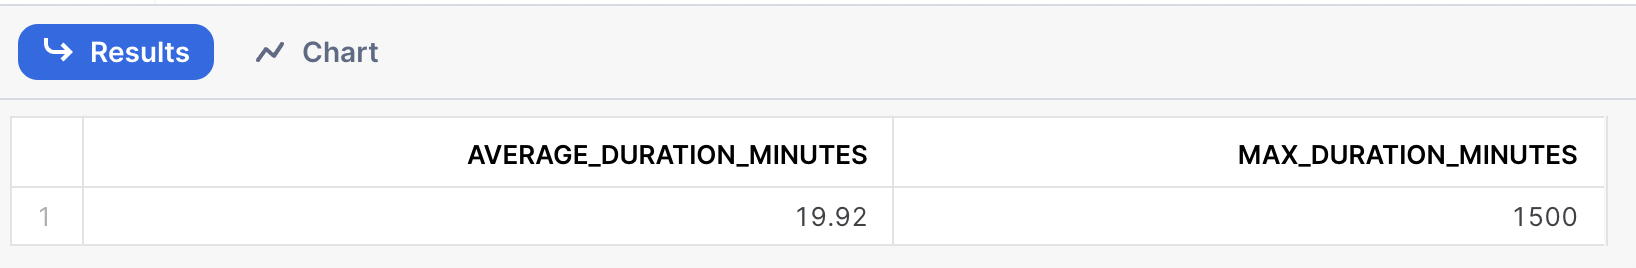 Results Chart
AVERAGE_DURATION_MINUTES MAX_DURATION_MINUTES
1 19.92 1500